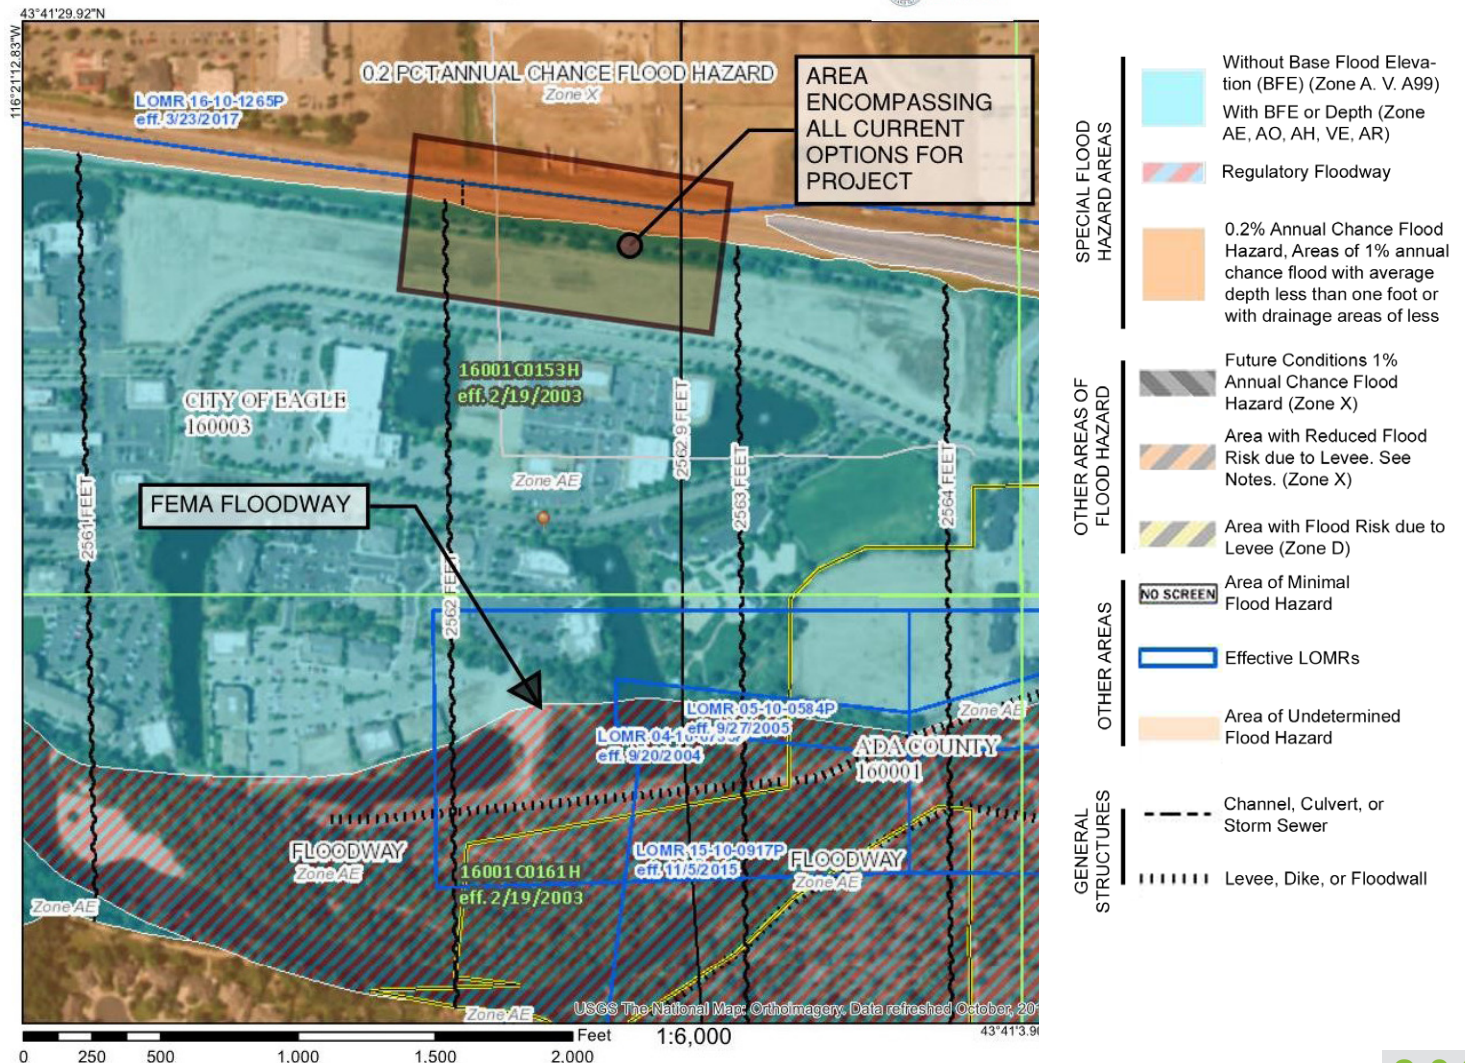 43°41'29.92"N
116°21'12.83"W
0.2 PCT ANNUAL CHANCE FLOOD HAZARD
Zone X
LOMR 16-10-1265P
eff. 3/23/2017
AREA
ENCOMPASSING
ALL CURRENT
OPTIONS FOR
PROJECT
16001C0153H
eff. 2/19/2003
CITY OF EAGLE
160003
2562.9 FEET
Zone AE
FEMA FLOODWAY
2561 FEET
2562 FEET
2563 FEET
2564 FEET
LOMR 05-10-0584P
eff. 9/27/2005
LOMR 04-10-
eff. 9/20/2004
Zone AE
ADA COUNTY
160001
FLOODWAY
Zone AE
LOMR 15-10-0917P
eff. 11/5/2015
FLOODWAY
Zone AE
16001C0161H
eff. 2/19/2003
Zone AE
Zone AE
USGS The National Map: Orthoimagery. Data refreshed October, 201
43°41'3.90
0 250 500 1,000 1,500 2,000
Feet
1:6,000
SPECIAL FLOOD
HAZARD AREAS
Without Base Flood Eleva-
tion (BFE) (Zone A. V. A99)
With BFE or Depth (Zone
AE, AO, AH, VE, AR)
Regulatory Floodway
0.2% Annual Chance Flood
Hazard, Areas of 1% annual
chance flood with average
depth less than one foot or
with drainage areas of less
OTHER AREAS OF
FLOOD HAZARD
Future Conditions 1%
Annual Chance Flood
Hazard (Zone X)
Area with Reduced Flood
Risk due to Levee. See
Notes. (Zone X)
Area with Flood Risk due to
Levee (Zone D)
OTHER AREAS
NO SCREEN
Area of Minimal
Flood Hazard
Effective LOMRs
Area of Undetermined
Flood Hazard
GENERAL
STRUCTURES
Channel, Culvert, or
Storm Sewer
Levee, Dike, or Floodwall